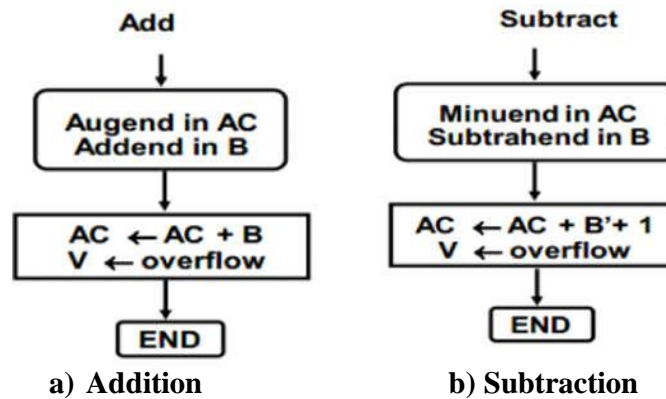 Add
Augend in AC
Addend in B
AC ← AC + B
V ← overflow
END
a) Addition
Subtract
Minuend in AC
Subtrahend in B
AC ← AC + B'+ 1
V ← overflow
END
b) Subtraction